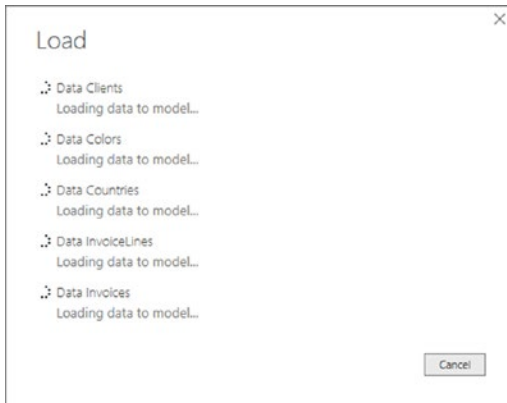 Load
Data Clients
Loading data to model...
Data Colors
Loading data to model...
Data Countries
Loading data to model...
Data InvoiceLines
Loading data to model...
Data Invoices
Loading data to model...
Cancel